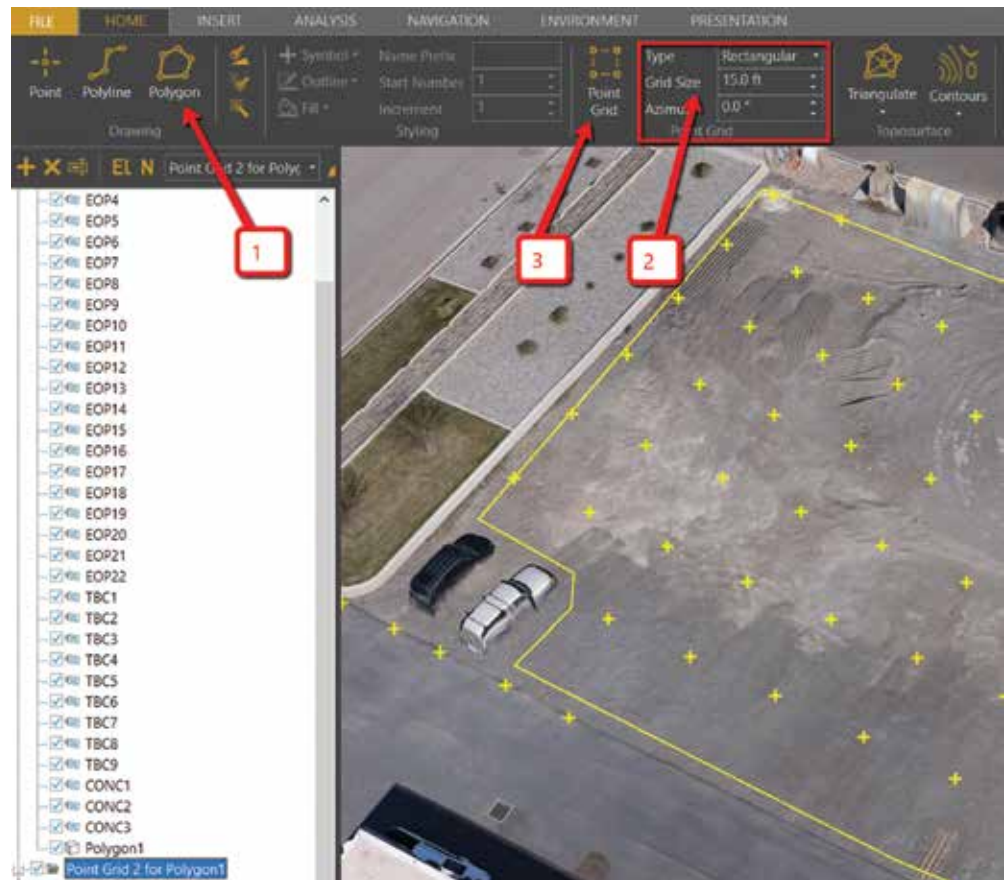 FILE HOME INSERT ANALYSIS NAVIGATION ENVIRONMENT PRESENTATION
Symbol Name Prefix Type Rectangular
Outline Start Number 1 Grid Size 15.0 ft
Point Polyline Polygon Fill Increment 1 Point Grid Azimuth 0.0 ° Triangulate Contours
Drawing Styling Point Grid Toposurface
El N Point Grid 2 for Polyg
1
3
2
EOP4
EOP5
EOP6
EOP7
EOP8
EOP9
EOP10
EOP11
EOP12
EOP13
EOP14
EOP15
EOP16
EOP17
EOP18
EOP19
EOP20
EOP21
EOP22
TBC1
TBC2
TBC3
TBC4
TBC5
TBC6
TBC7
TBC8
TBC9
CONC1
CONC2
CONC3
Polygon1
Point Grid 2 for Polygon1